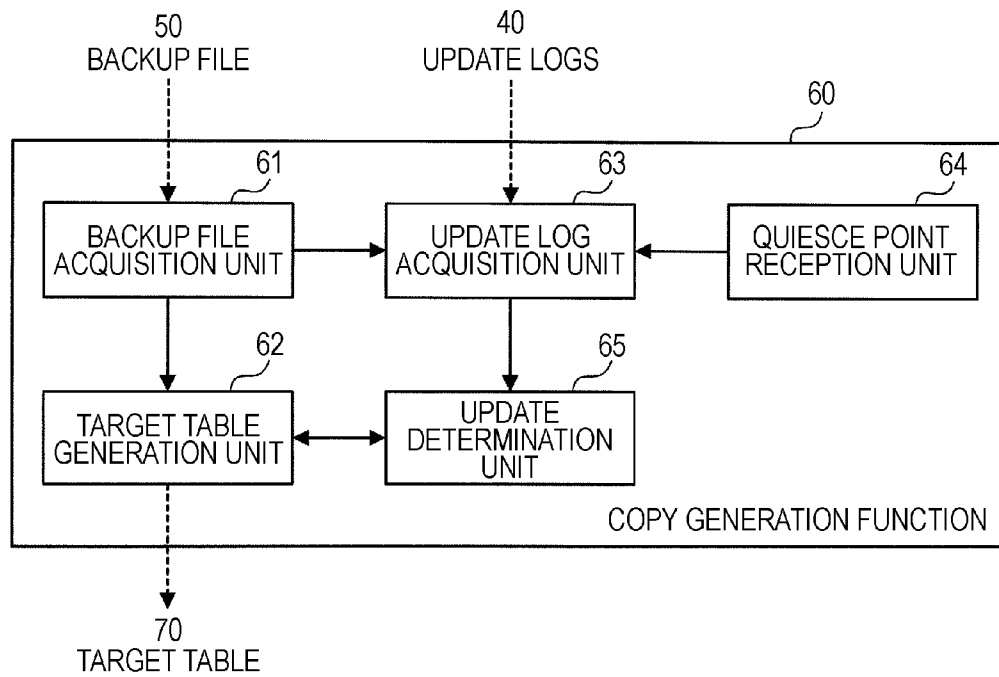 50
BACKUP FILE
40
UPDATE LOGS
60
61
BACKUP FILE
ACQUISITION UNIT
63
UPDATE LOG
ACQUISITION UNIT
64
QUIESCE POINT
RECEPTION UNIT
62
TARGET TABLE
GENERATION UNIT
65
UPDATE
DETERMINATION
UNIT
COPY GENERATION FUNCTION
70
TARGET TABLE